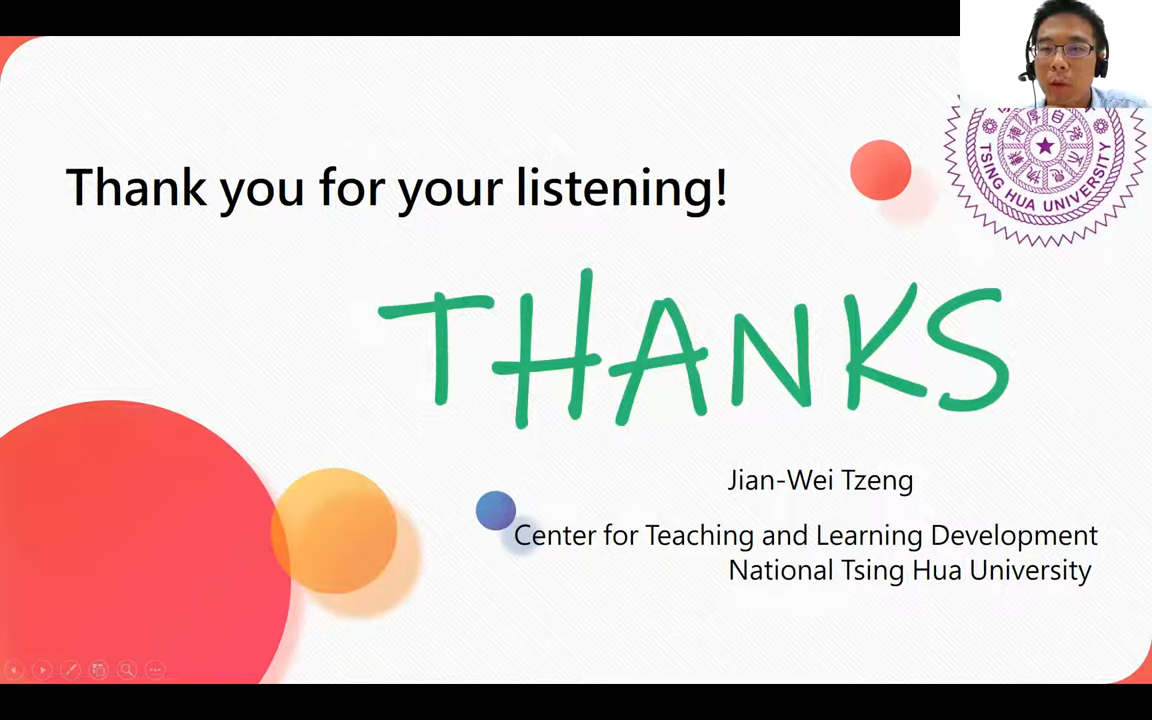 Thank you for your listening!
TSING HUA UNIVERSITY
THANKS
Jian-Wei Tzeng
Center for Teaching and Learning Development
National Tsing Hua University